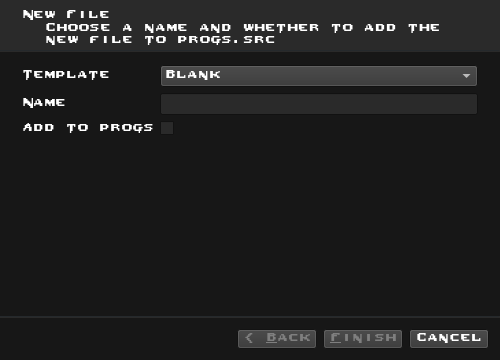 New File
Choose a name and whether to add the
new file to progs.src
Template Blank
Name
Add to progs
< Back Finish Cancel